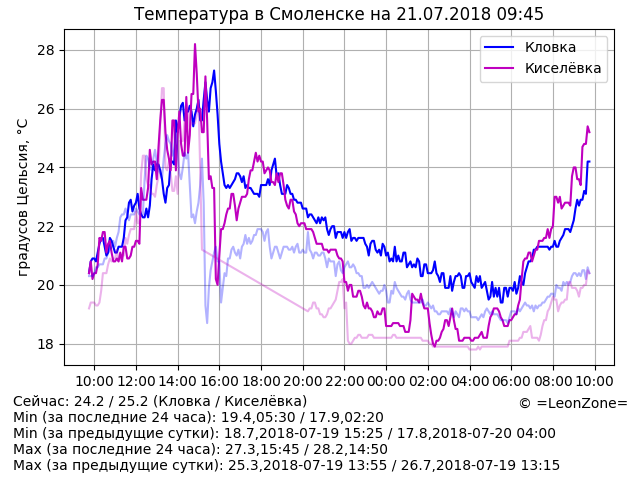 Температура в Смоленске на 21.07.2018 09:45
Кловка
Киселёвка
градусов Цельсия, °C
28
26
24
22
20
18
10:00 12:00 14:00 16:00 18:00 20:00 22:00 00:00 02:00 04:00 06:00 08:00 10:00
© =LeonZone=
Сейчас: 24.2 / 25.2 (Кловка / Киселёвка)
Min (за последние 24 часа): 19.4,05:30 / 17.9,02:20
Min (за предыдущие сутки): 18.7,2018-07-19 15:25 / 17.8,2018-07-20 04:00
Max (за последние 24 часа): 27.3,15:45 / 28.2,14:50
Max (за предыдущие сутки): 25.3,2018-07-19 13:55 / 26.7,2018-07-19 13:15